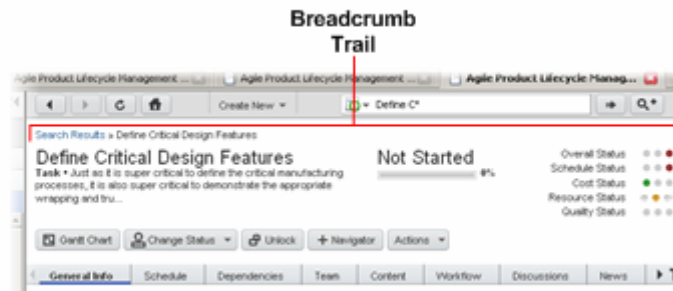 Breadcrumb
Trail
Agile Product Lifecycle Management ... Agile Product Lifecycle Management ... Agile Product Lifecycle Manag...
Create New Define C*
Search Results » Define Critical Design Features
Define Critical Design Features Not Started Overall Status
Task • Just as it is super critical to define the critical manufacturing 0% Schedule Status
processes, it is also super critical to demonstrate the appropriate Cost Status
wrapping and tru... Resource Status
Quality Status
Gantt Chart Change Status Unlock Navigator Actions
General Info Schedule Dependencies Team Content Workflow Discussions News